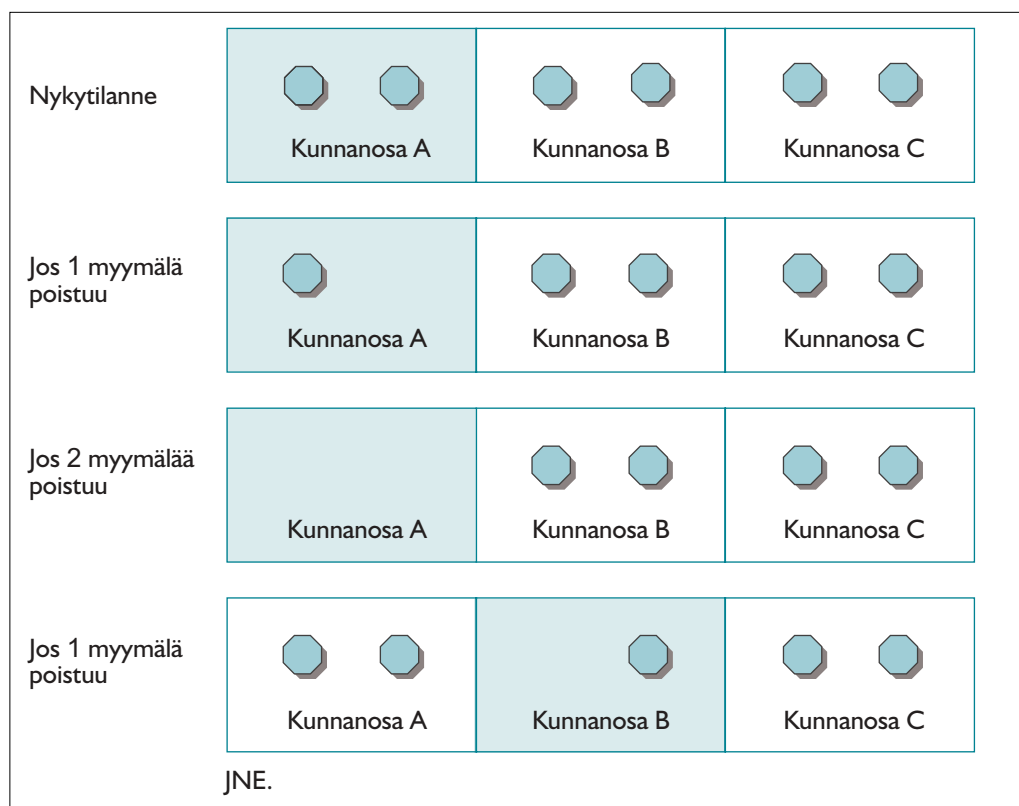 Nykytilanne
Kunnanosa A
Kunnanosa B
Kunnanosa C
Jos 1 myymälä
poistuu
Kunnanosa A
Kunnanosa B
Kunnanosa C
Jos 2 myymälää
poistuu
Kunnanosa A
Kunnanosa B
Kunnanosa C
Jos 1 myymälä
poistuu
Kunnanosa A
Kunnanosa B
Kunnanosa C
JNE.